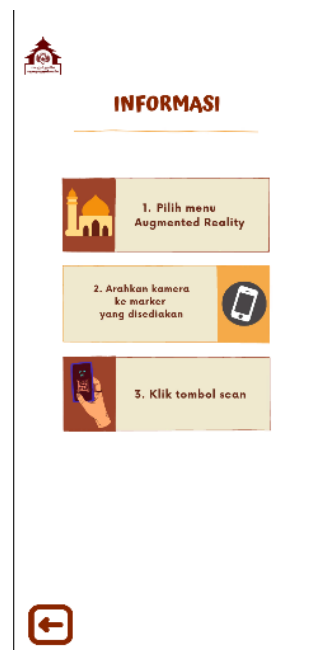 INFORMASI
1. Pilih menu
Augmented Reality
2. Arahkan kamera
ke marker
yang disediakan
3. Klik tombol scan